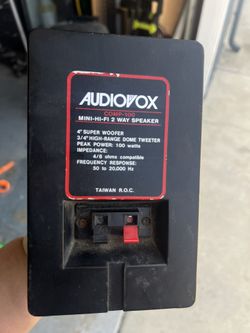 AUDIOVOX
COMP-100
MINI-HI-FI 2 WAY SPEAKER
4" SUPER WOOFER
3/4" HIGH-RANGE DOME TWEETER
PEAK POWER: 100 watts
IMPEDANCE:
4/8 ohms compatible
FREQUENCY RESPONSE:
50 to 20,000 Hz
TAIWAN R.O.C.